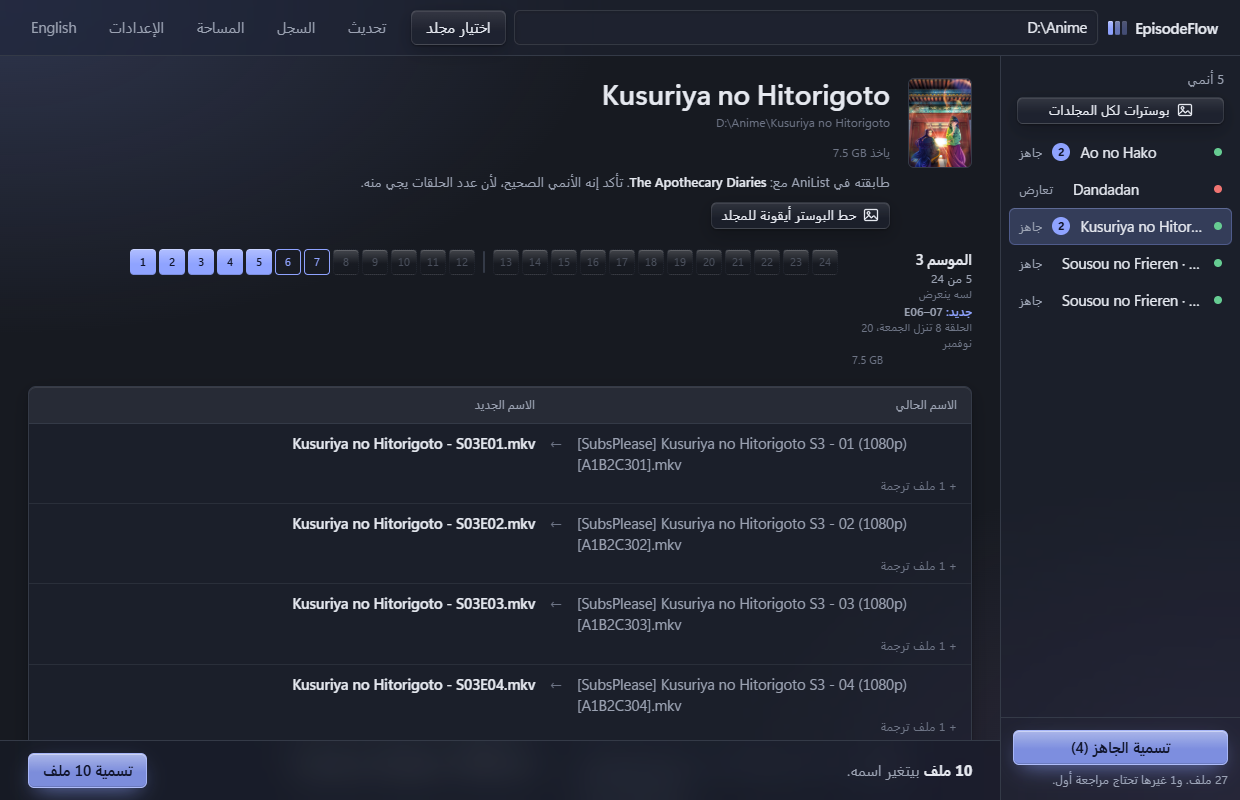 EpisodeFlow
D:\Anime
اختيار مجلد
تحديث
السجل
المساحة
الإعدادات
English
5 أنمي
بوسترات لكل المجلدات
Ao no Hako 2 جاهز
Dandadan تعارض
Kusuriya no Hitor... 2 جاهز
Sousou no Frieren · ... جاهز
Sousou no Frieren · ... جاهز
تسمية الجاهز (4)
27 ملف. و1 غيرها تحتاج مراجعة أول.
Kusuriya no Hitorigoto
D:\Anime\Kusuriya no Hitorigoto
ياخذ 7.5 GB
طابقته في AniList مع: The Apothecary Diaries. تأكد إنه الأنمي الصحيح، لأن عدد الحلقات يجي منه.
حط البوستر أيقونة للمجلد
الموسم 3
5 من 24
لسه ينعرض
جديد: E06–07
الحلقة 8 تنزل الجمعة، 20
نوفمبر
7.5 GB
1 2 3 4 5 6 7 8 9 10 11 12 13 14 15 16 17 18 19 20 21 22 23 24
الاسم الحالي
الاسم الجديد
[SubsPlease] Kusuriya no Hitorigoto S3 - 01 (1080p)
[A1B2C301].mkv
← Kusuriya no Hitorigoto - S03E01.mkv
+ 1 ملف ترجمة
[SubsPlease] Kusuriya no Hitorigoto S3 - 02 (1080p)
[A1B2C302].mkv
← Kusuriya no Hitorigoto - S03E02.mkv
+ 1 ملف ترجمة
[SubsPlease] Kusuriya no Hitorigoto S3 - 03 (1080p)
[A1B2C303].mkv
← Kusuriya no Hitorigoto - S03E03.mkv
+ 1 ملف ترجمة
[SubsPlease] Kusuriya no Hitorigoto S3 - 04 (1080p)
[A1B2C304].mkv
← Kusuriya no Hitorigoto - S03E04.mkv
+ 1 ملف ترجمة
10 ملف بيتغير اسمه.
تسمية 10 ملف